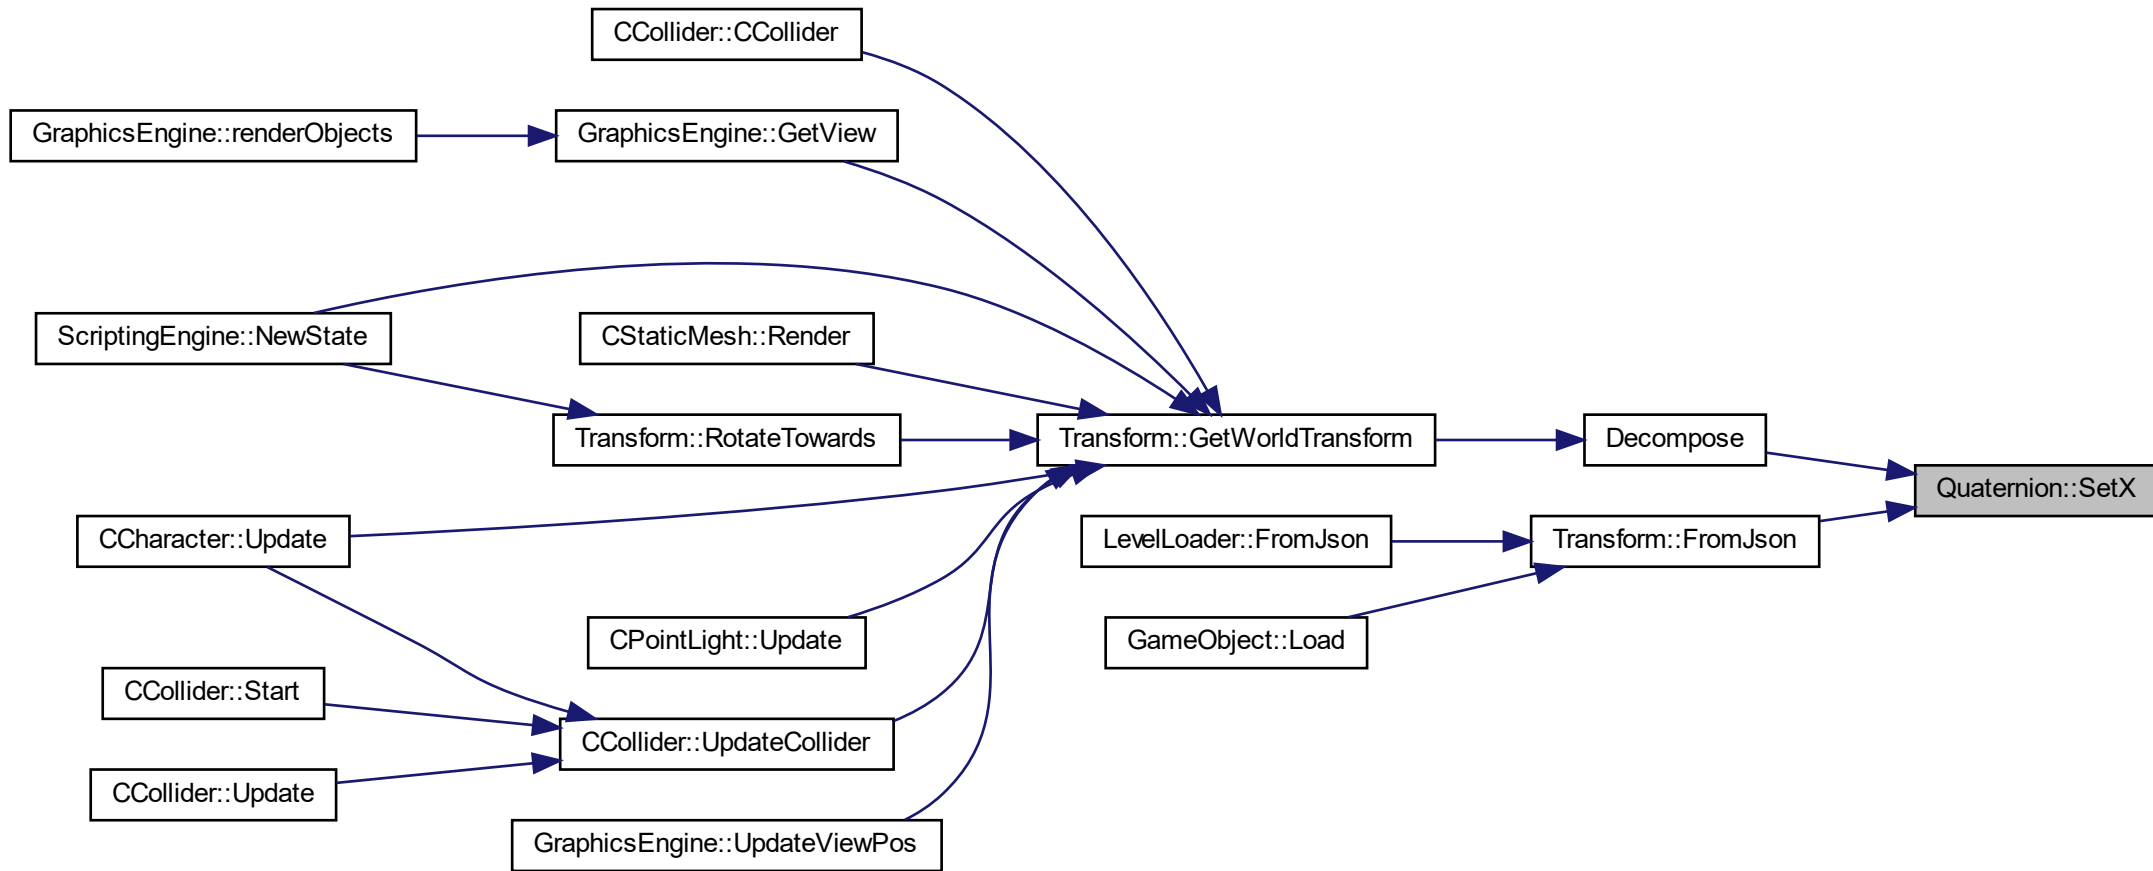 CCollider::CCollider
GraphicsEngine::renderObjects
GraphicsEngine::GetView
ScriptingEngine::NewState
CStaticMesh::Render
Transform::RotateTowards
Transform::GetWorldTransform
Decompose
Quaternion::SetX
CCharacter::Update
LevelLoader::FromJson
Transform::FromJson
CPointLight::Update
GameObject::Load
CCollider::Start
CCollider::UpdateCollider
CCollider::Update
GraphicsEngine::UpdateViewPos